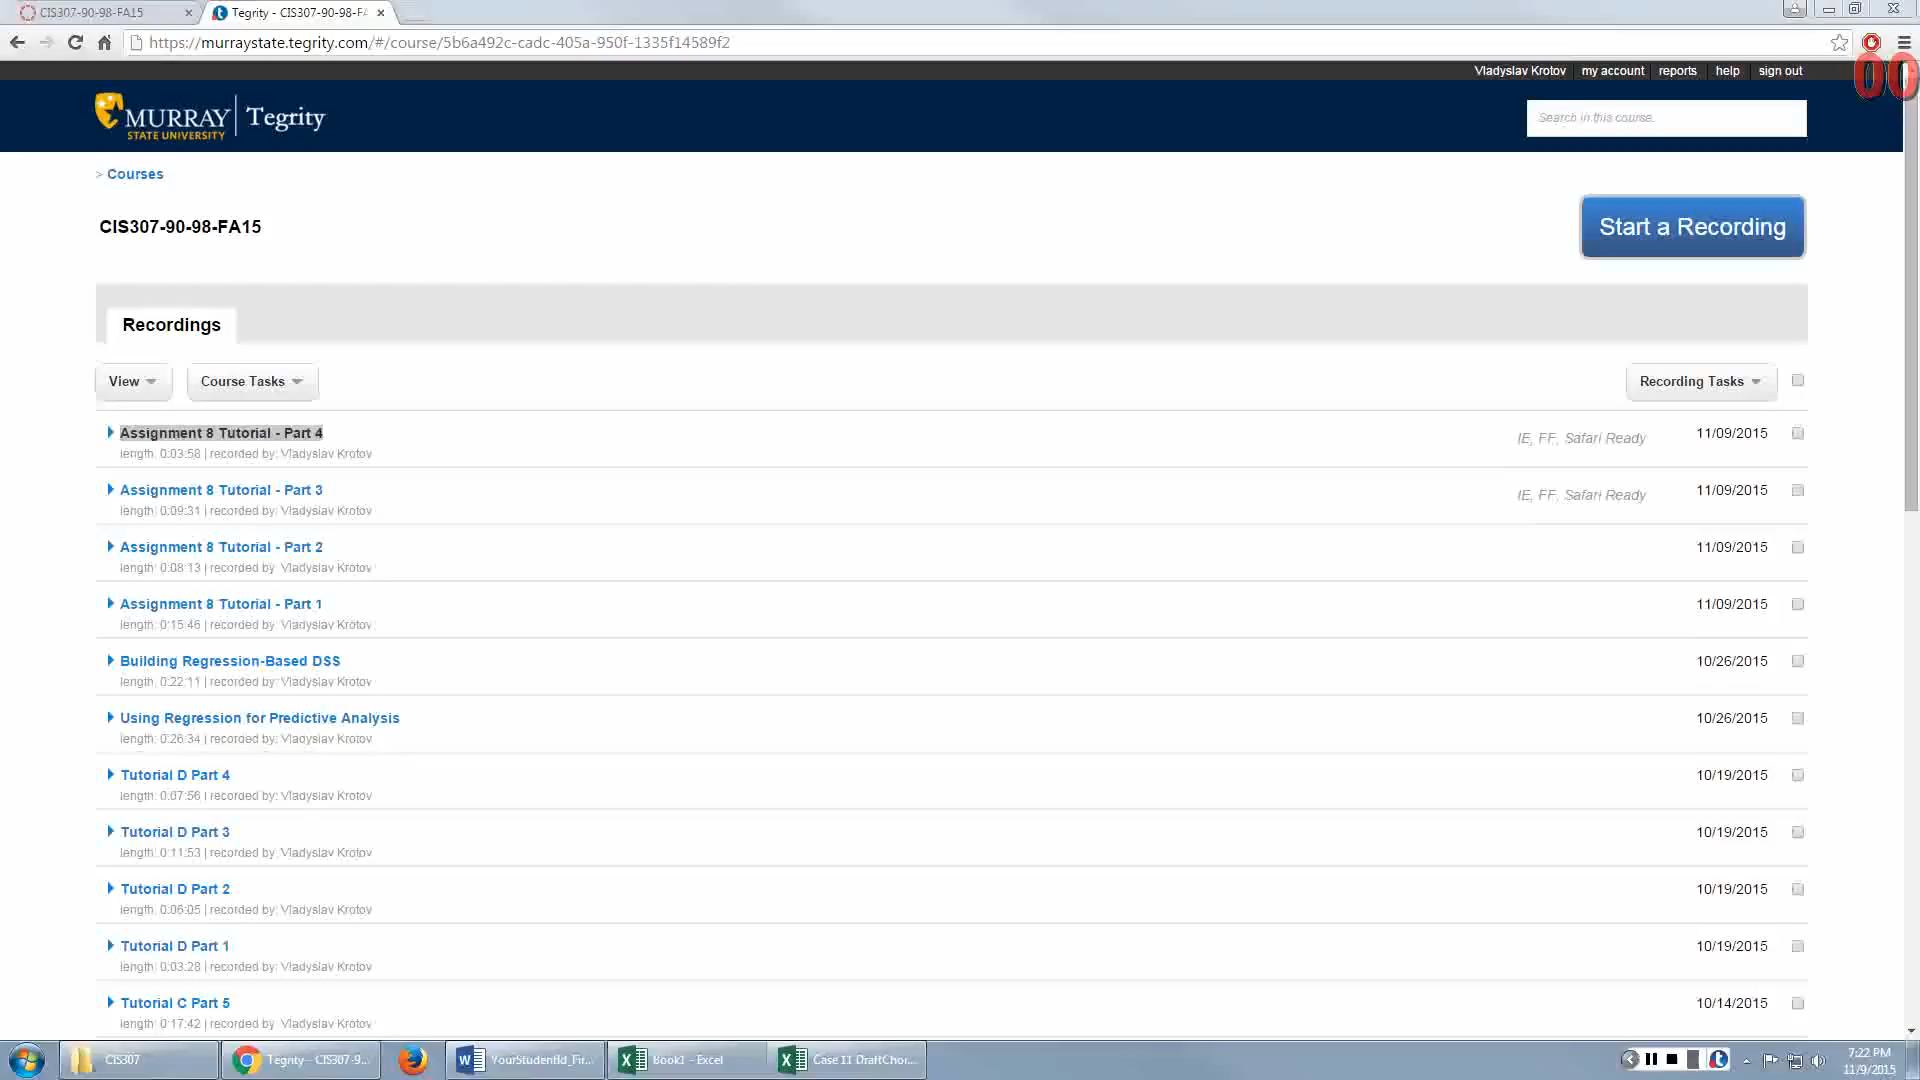 CIS307-90-98-FA15
Tegrity - CIS307-90-98-FA
https://murraystate.tegrity.com/#/course/5b6a492c-cadc-405a-950f-1335f14589f2
Vladyslav Krotov my account reports help sign out
00
MURRAY STATE UNIVERSITY Tegrity
Search in this course.
> Courses
CIS307-90-98-FA15
Start a Recording
Recordings
View Course Tasks Recording Tasks
Assignment 8 Tutorial - Part 4 IE, FF, Safari Ready 11/09/2015
length: 0:03:58 | recorded by: Vladyslav Krotov
Assignment 8 Tutorial - Part 3 IE, FF, Safari Ready 11/09/2015
length: 0:09:31 | recorded by: Vladyslav Krotov
Assignment 8 Tutorial - Part 2 11/09/2015
length: 0:08:13 | recorded by: Vladyslav Krotov
Assignment 8 Tutorial - Part 1 11/09/2015
length: 0:15:46 | recorded by: Vladyslav Krotov
Building Regression-Based DSS 10/26/2015
length: 0:22:11 | recorded by: Vladyslav Krotov
Using Regression for Predictive Analysis 10/26/2015
length: 0:26:34 | recorded by: Vladyslav Krotov
Tutorial D Part 4 10/19/2015
length: 0:07:56 | recorded by: Vladyslav Krotov
Tutorial D Part 3 10/19/2015
length: 0:11:53 | recorded by: Vladyslav Krotov
Tutorial D Part 2 10/19/2015
length: 0:06:05 | recorded by: Vladyslav Krotov
Tutorial D Part 1 10/19/2015
length: 0:03:28 | recorded by: Vladyslav Krotov
Tutorial C Part 5 10/14/2015
length: 0:17:42 | recorded by: Vladyslav Krotov
CIS307
Tegrity - CIS307-9...
YourStudentId_Fir...
Book1 - Excel
Case II DraftChor...
7:22 PM
11/9/2015